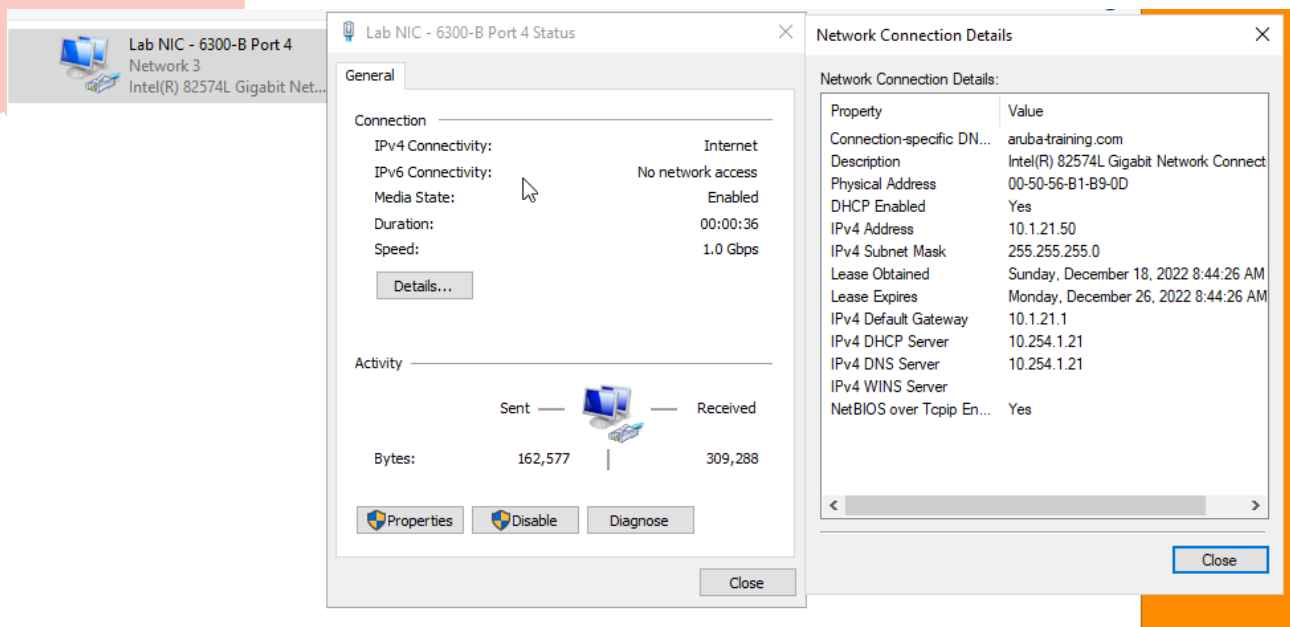 Lab NIC - 6300-B Port 4
Network 3
Intel(R) 82574L Gigabit Net...
Lab NIC - 6300-B Port 4 Status
General
Connection
IPv4 Connectivity: Internet
IPv6 Connectivity: No network access
Media State: Enabled
Duration: 00:00:36
Speed: 1.0 Gbps
Details...
Activity
Sent Received
Bytes: 162,577 309,288
Properties Disable Diagnose
Close
Network Connection Details
Network Connection Details:
Property Value
Connection-specific DN... aruba-training.com
Description Intel(R) 82574L Gigabit Network Connect
Physical Address 00-50-56-B1-B9-0D
DHCP Enabled Yes
IPv4 Address 10.1.21.50
IPv4 Subnet Mask 255.255.255.0
Lease Obtained Sunday, December 18, 2022 8:44:26 AM
Lease Expires Monday, December 26, 2022 8:44:26 AM
IPv4 Default Gateway 10.1.21.1
IPv4 DHCP Server 10.254.1.21
IPv4 DNS Server 10.254.1.21
IPv4 WINS Server
NetBIOS over Tcpip En... Yes
Close